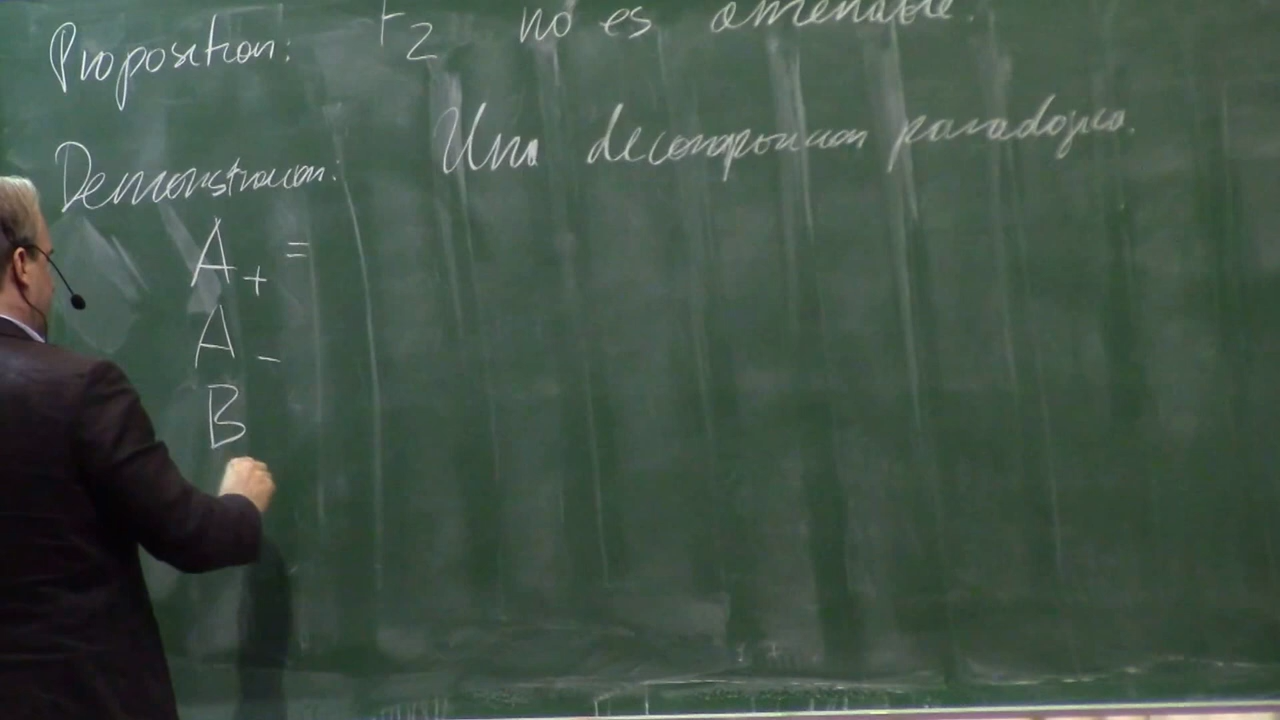 Proposition: F2 no es amenable.
Demonstracion: Una decomposicion paradojica.
A+ =
A-
B